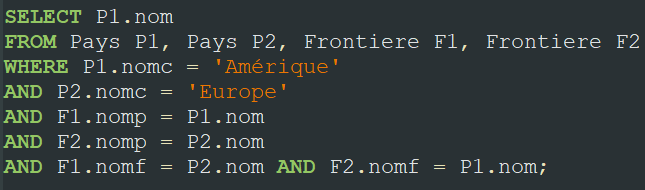 SELECT P1.nom
FROM Pays P1, Pays P2, Frontiere F1, Frontiere F2
WHERE P1.nomc = 'Amérique'
AND P2.nomc = 'Europe'
AND F1.nomp = P1.nom
AND F2.nomp = P2.nom
AND F1.nomf = P2.nom AND F2.nomf = P1.nom;